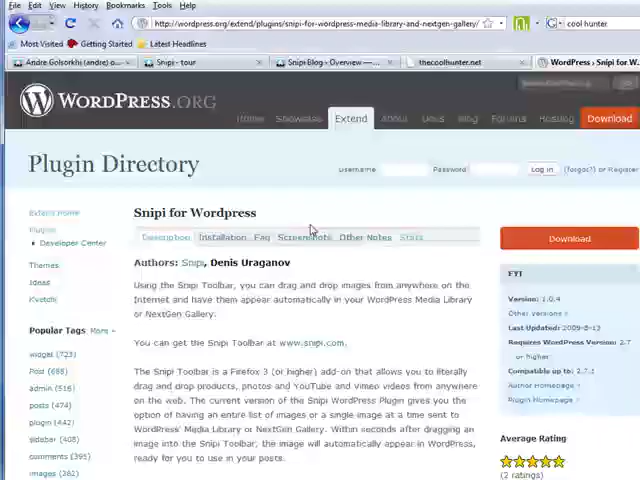 File Edit View History Bookmarks Tools Help
http://wordpress.org/extend/plugins/snipi-for-wordpress-media-library-and-nextgen-gallery/
cool hunter
Most Visited Getting Started Latest Headlines
Andre Golsorkhi (andre) o...
Snipi - tour
Snipi Blog - Overview —...
thecoolhunter.net
WordPress › Snipi for W...
WORDPRESS.ORG
Home Showcase Extend About Docs Blog Forums Hosting Download
Plugin Directory
Username
Password
Log in
(forgot?) or Register
Extend Home
Plugins
Developer Center
Themes
Ideas
Kvetch!
Popular Tags More »
widget (723)
Post (688)
admin (516)
posts (474)
plugin (442)
sidebar (408)
comments (395)
images (262)
Snipi for Wordpress
Description Installation Faq Screenshots Other Notes Stats
Authors: Snipi, Denis Uraganov
Using the Snipi Toolbar, you can drag and drop images from anywhere on the
Internet and have them appear automatically in your WordPress Media Library
or NextGen Gallery.
You can get the Snipi Toolbar at www.snipi.com.
The Snipi Toolbar is a Firefox 3 (or higher) add-on that allows you to literally
drag and drop products, photos and YouTube and Vimeo videos from anywhere
on the web. The current version of the Snipi WordPress Plugin gives you the
option of having an entire list of images or a single image at a time sent to
WordPress' Media Library or NextGen Gallery. Within seconds after dragging an
image into the Snipi Toolbar, the image will automatically appear in WordPress,
ready for you to use in your posts.
Download
FYI
Version: 1.0.4
Other versions »
Last Updated: 2009-8-13
Requires WordPress Version: 2.7
or higher
Compatible up to: 2.7.1
Author Homepage »
Plugin Homepage »
Average Rating
(2 ratings)